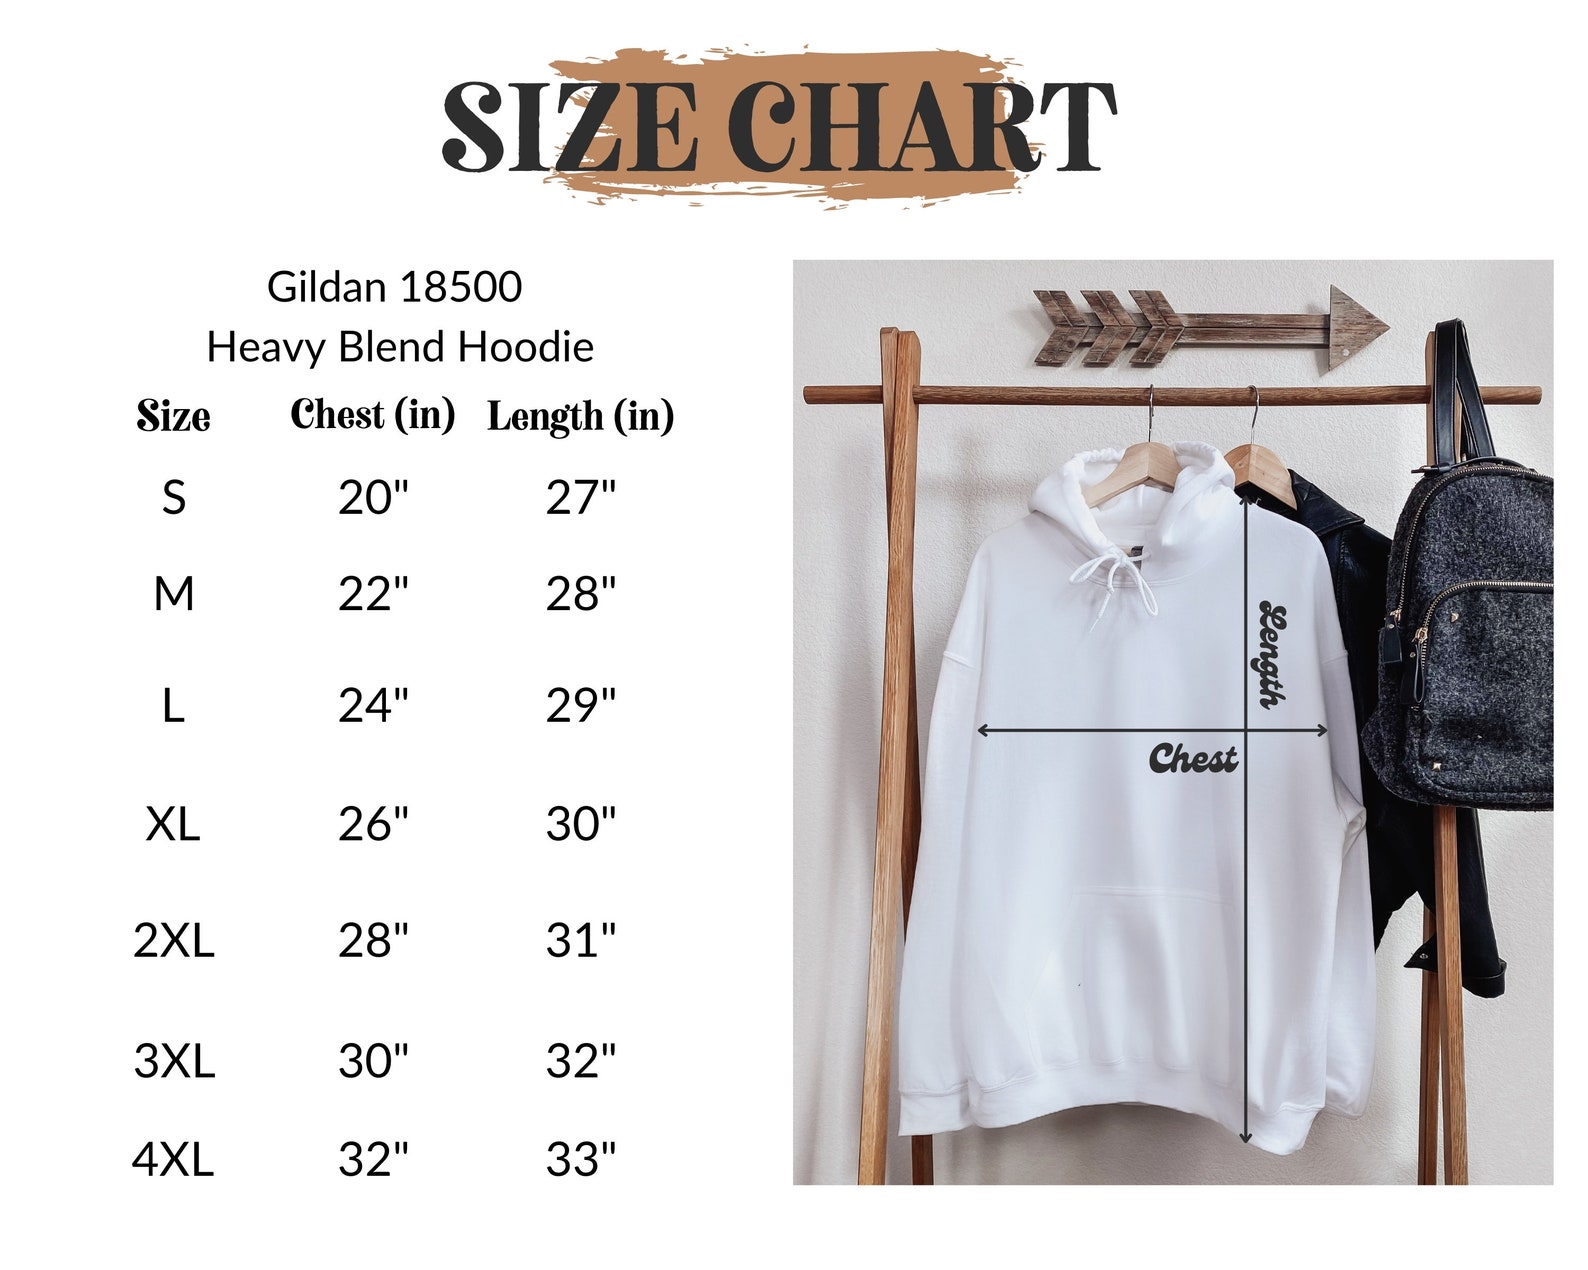 SIZE CHART
Gildan 18500
Heavy Blend Hoodie
Size Chest (in) Length (in)
S 20" 27"
M 22" 28"
L 24" 29"
XL 26" 30"
2XL 28" 31"
3XL 30" 32"
4XL 32" 33"
Length
Chest